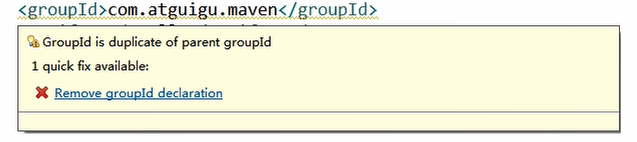 <groupId>com.atguigu.maven</groupId>
GroupId is duplicate of parent groupId
1 quick fix available:
Remove groupId declaration